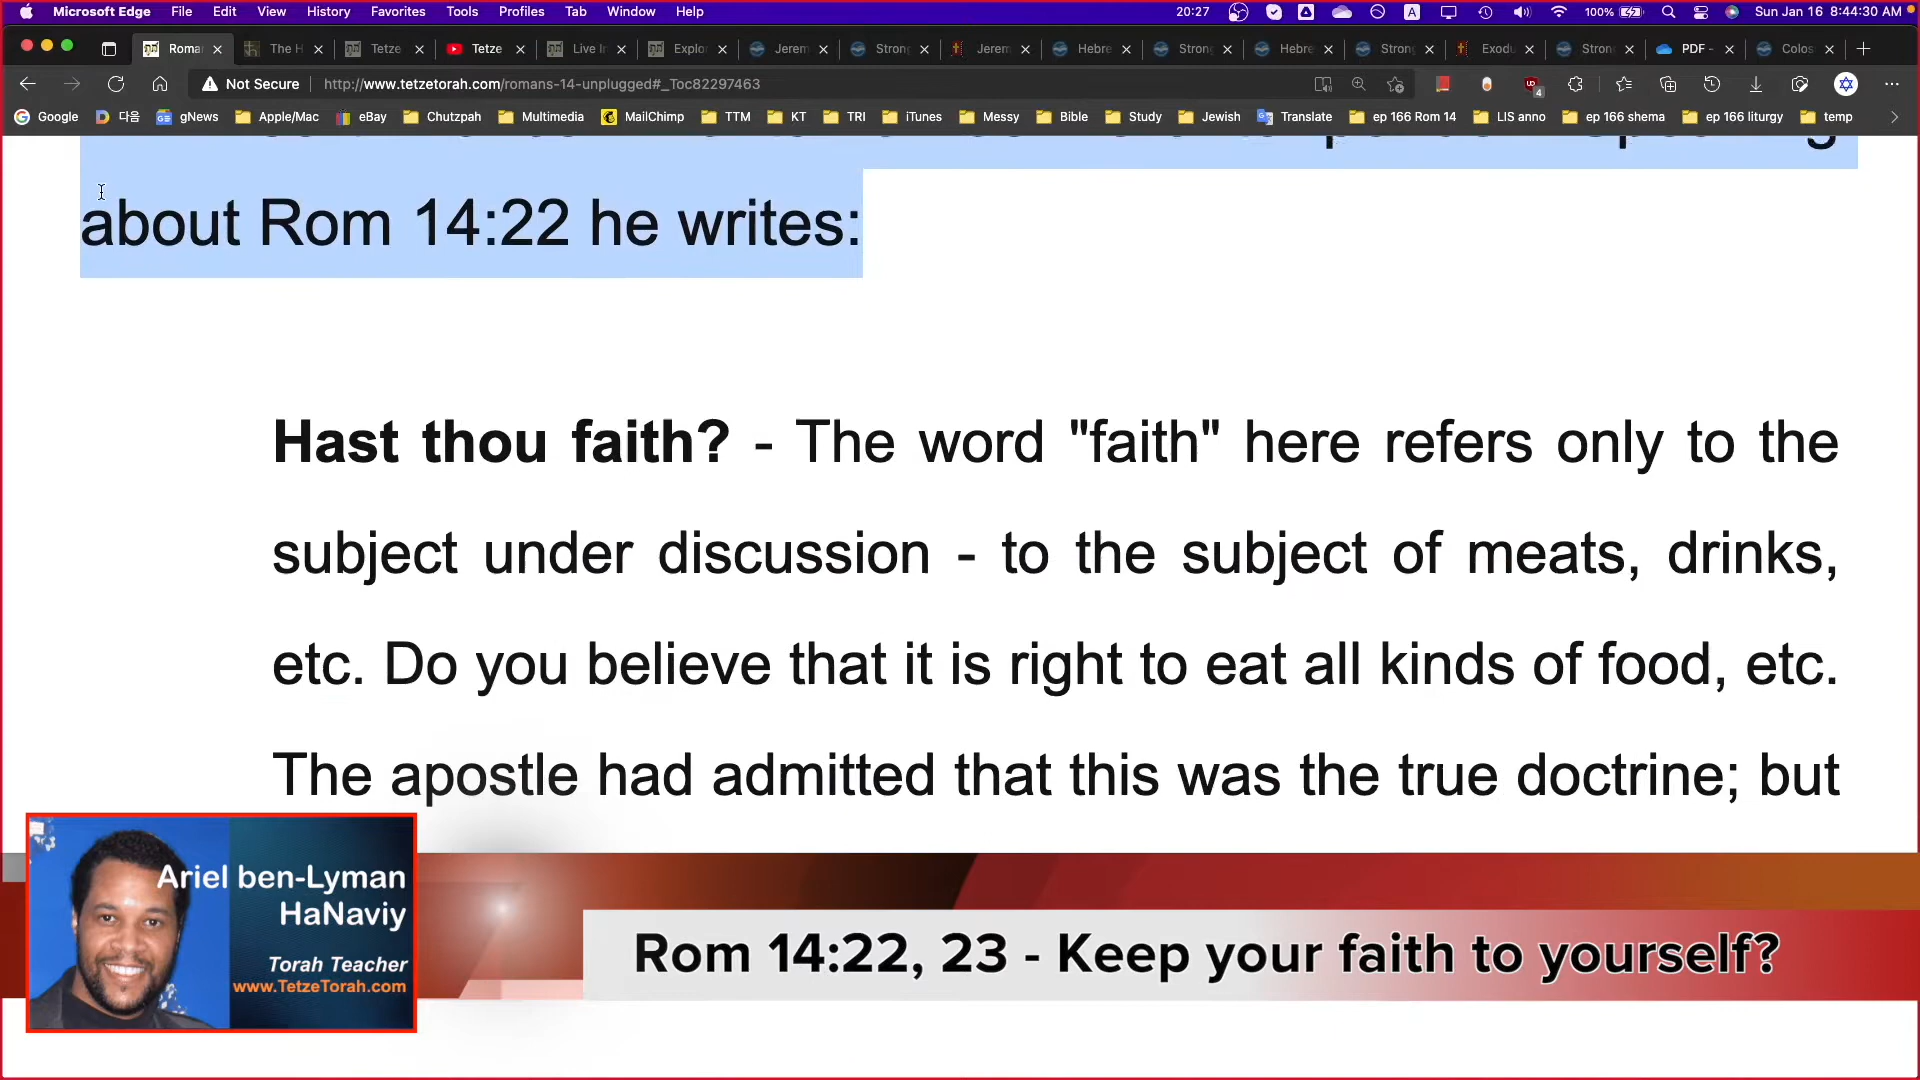 Microsoft Edge File Edit View History Favorites Tools Profiles Tab Window Help 20:27 A 100% Sun Jan 16 8:44:30 AM
Roma The H Tetze Tetze Live I Explor Jerem Strong Jerem Hebre Strong Hebre Strong Exodu Stron PDF - Colos
Not Secure http://www.tetzetorah.com/romans-14-unplugged#_Toc82297463 4
Google 다음 gNews Apple/Mac eBay Chutzpah Multimedia MailChimp TTM KT TRI iTunes Messy Bible Study Jewish Translate ep 166 Rom 14 LIS anno ep 166 shema ep 166 liturgy temp
about Rom 14:22 he writes:
Hast thou faith? - The word "faith" here refers only to the
subject under discussion - to the subject of meats, drinks,
etc. Do you believe that it is right to eat all kinds of food, etc.
The apostle had admitted that this was the true doctrine; but
Ariel ben-Lyman
HaNaviy
Torah Teacher
www.TetzeTorah.com
Rom 14:22, 23 - Keep your faith to yourself?